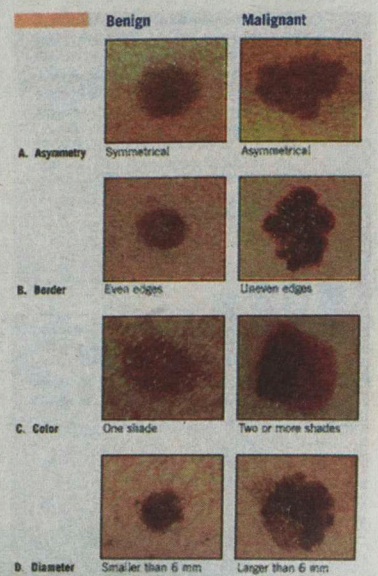 Benign Malignant
A. Asymmetry Symmetrical Asymmetrical
B. Border Even edges Uneven edges
C. Color One shade Two or more shades
D. Diameter Smaller than 6 mm Larger than 6 mm